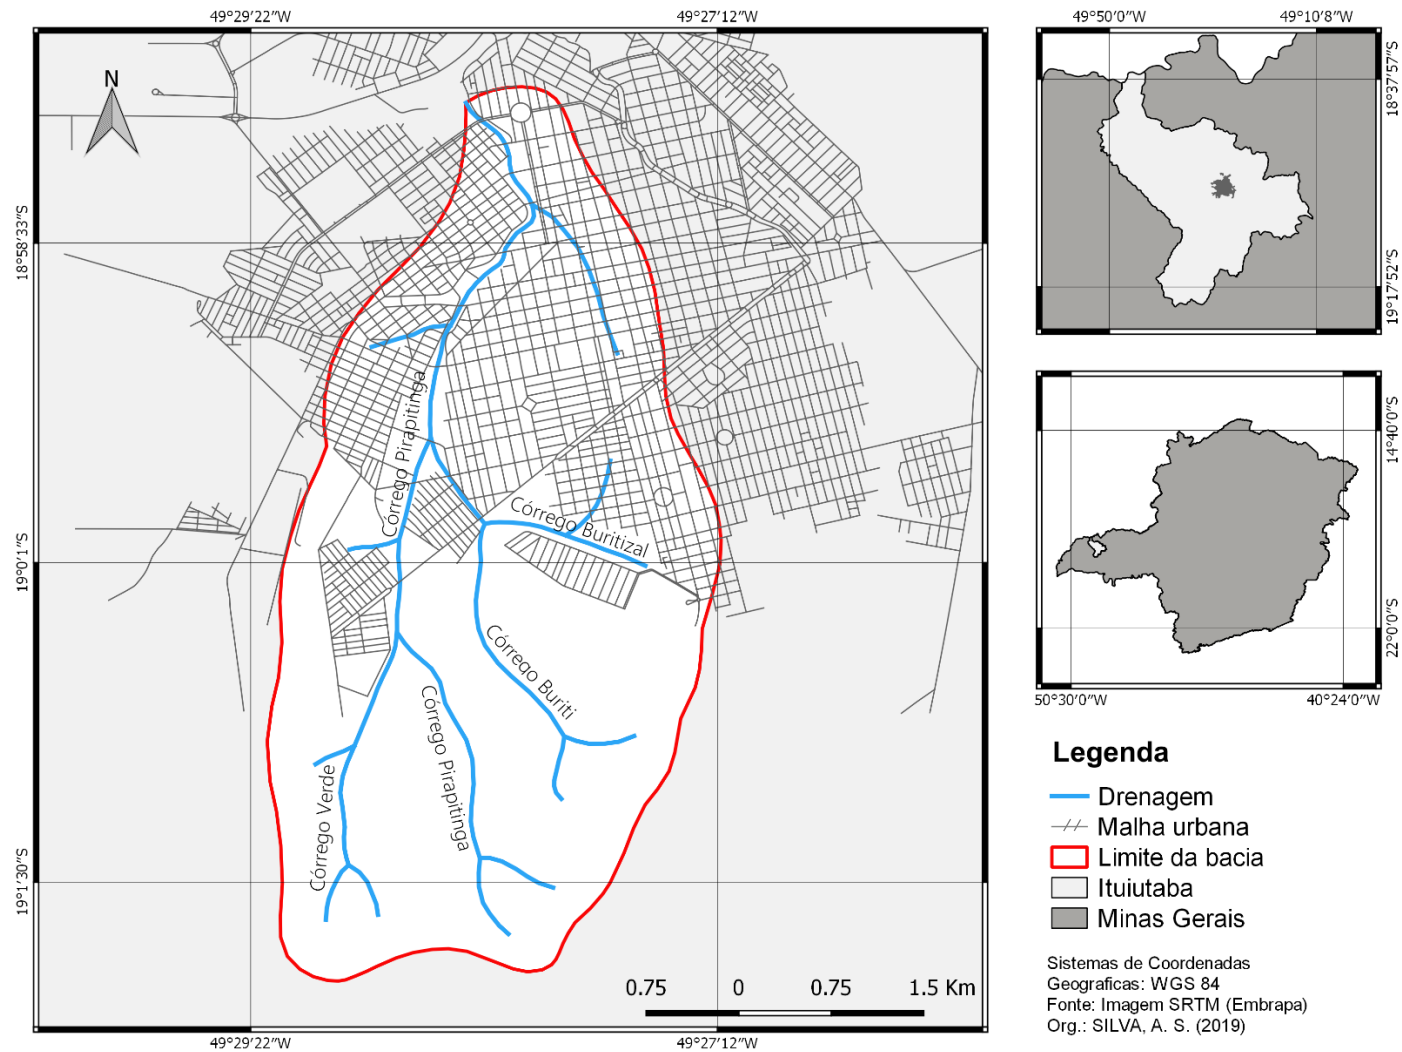 49°29′22″W
49°27′12″W
N
18°58′33″S
19°0′1″S
19°1′30″S
Córrego Pirapitinga
Córrego Buritizal
Córrego Buriti
Córrego Pirapitinga
Córrego Verde
0.75 0 0.75 1.5 Km
49°29′22″W
49°27′12″W
49°50′0″W
49°10′8″W
18°37′57″S
19°17′52″S
14°40′0″S
22°0′0″S
50°30′0″W
40°24′0″W
Legenda
Drenagem
Malha urbana
Limite da bacia
Ituiutaba
Minas Gerais
Sistemas de Coordenadas
Geograficas: WGS 84
Fonte: Imagem SRTM (Embrapa)
Org.: SILVA, A. S. (2019)